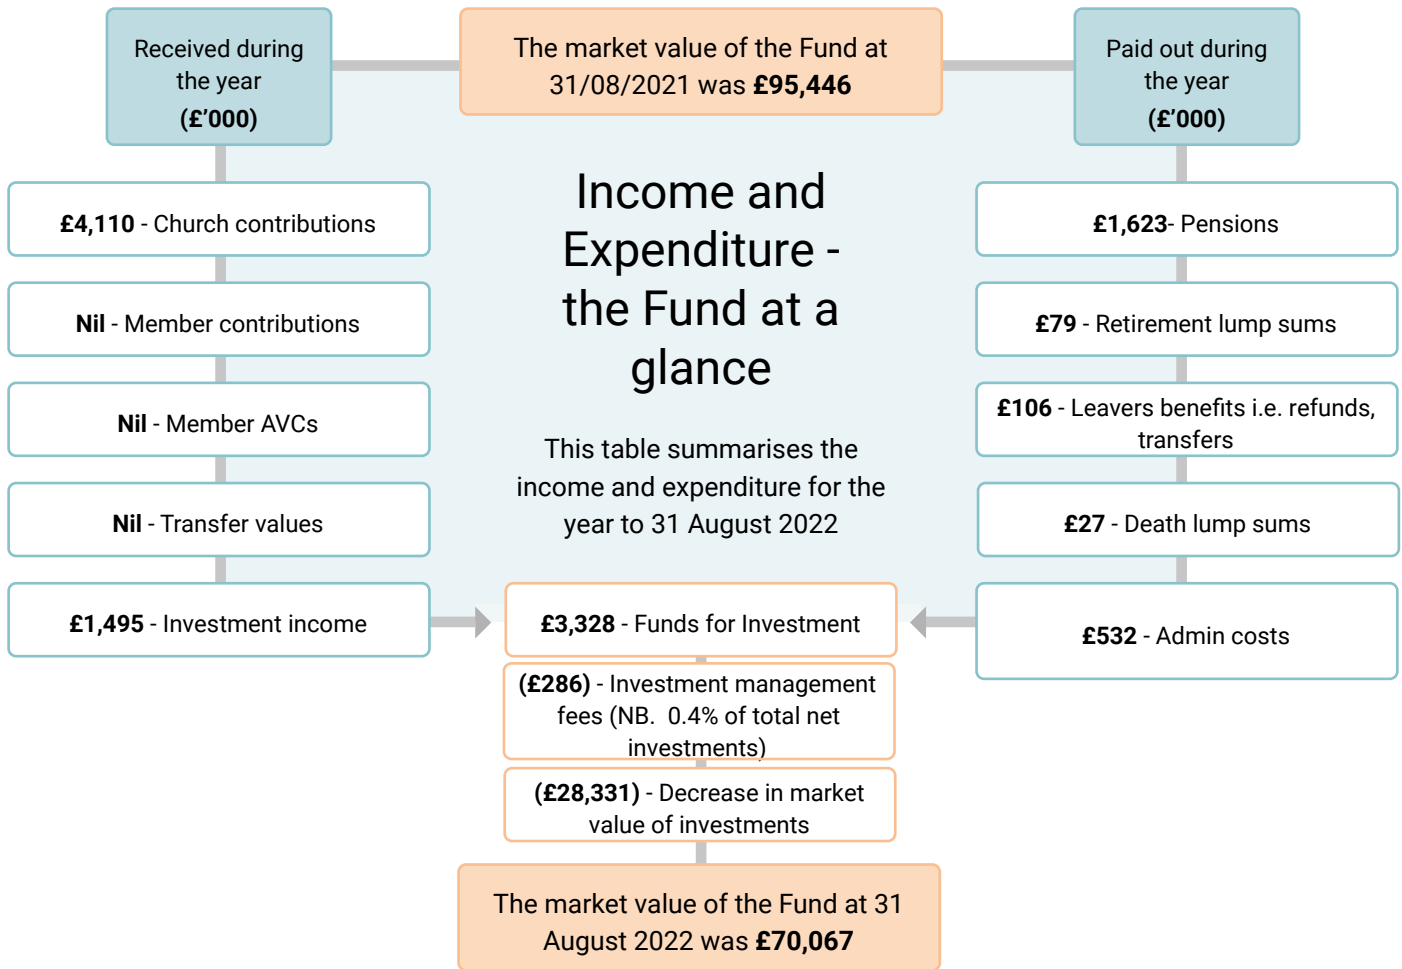 Received during
the year
(£'000)
The market value of the Fund at
31/08/2021 was £95,446
Paid out during
the year
(£'000)
£4,110 - Church contributions
Nil - Member contributions
Nil - Member AVCs
Nil - Transfer values
£1,495 - Investment income
Income and
Expenditure -
the Fund at a
glance
This table summarises the
income and expenditure for the
year to 31 August 2022
£1,623- Pensions
£79 - Retirement lump sums
£106 - Leavers benefits i.e. refunds,
transfers
£27 - Death lump sums
£532 - Admin costs
£3,328 - Funds for Investment
(£286) - Investment management
fees (NB. 0.4% of total net
investments)
(£28,331) - Decrease in market
value of investments
The market value of the Fund at 31
August 2022 was £70,067